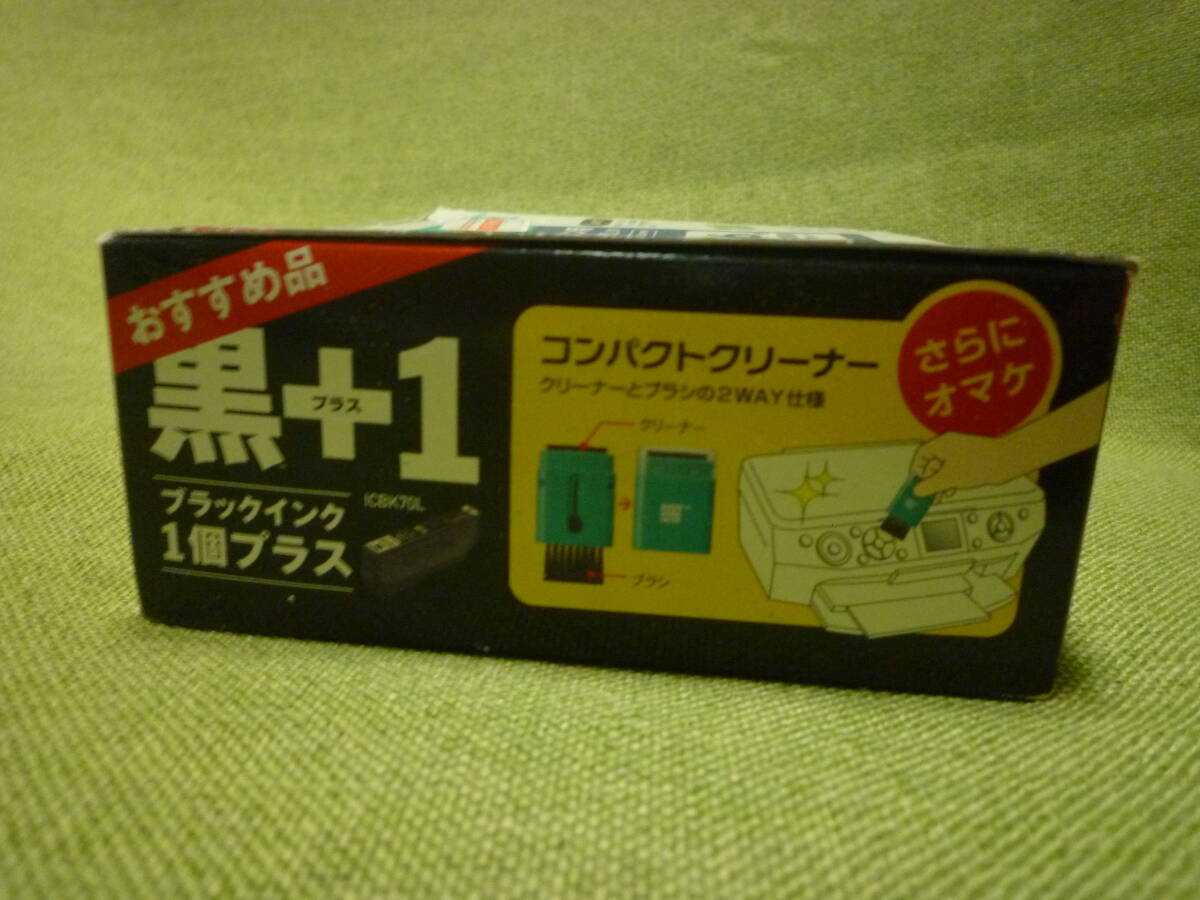 おすすめ品
黒+1
プラス
ブラックインク
1個プラス
ICBK70L
コンパクトクリーナー
クリーナーとブラシの2WAY仕様
さらに
オマケ
クリーナー
ブラシ